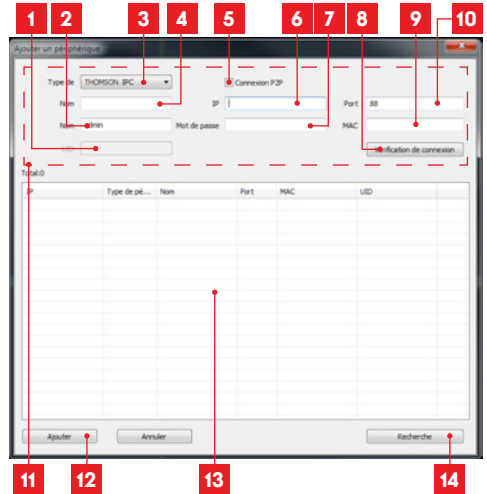 1 2 3 4 5 6 7 8 9 10
Ajouter un périphérique
Type de THOMSON IPC Connexion P2P
Nom IP Port 88
Nom admin Mot de passe MAC
UID Vérification de connexion
Total:0
IP Type de pé... Nom Port MAC UID
Ajouter Annuler Recherche
11 12 13 14